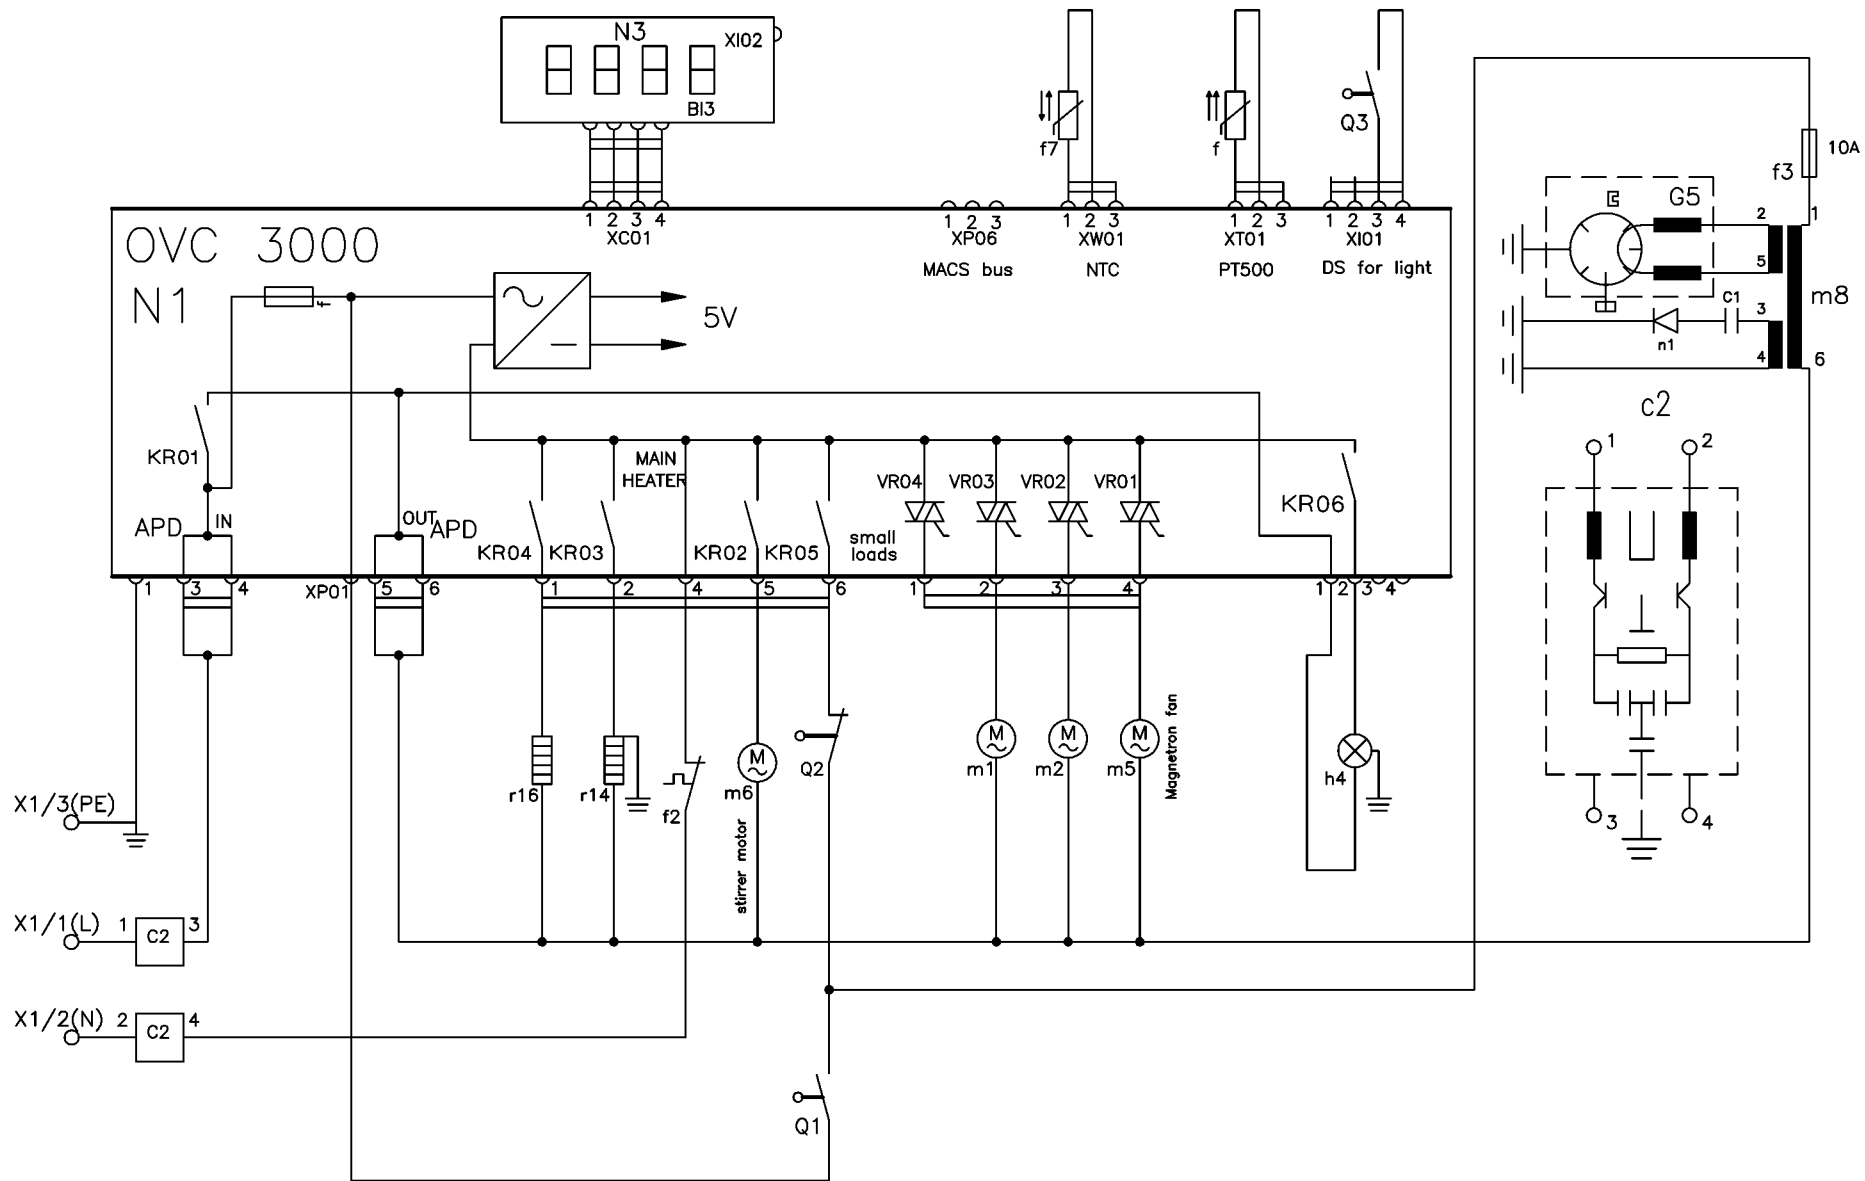 N3
XI02
BI3
f7
f
Q3
10A
f3
G5
2
1
5
C1
3
n1
4
6
m8
1 2 3 4
XC01
1 2 3
XP06
MACS bus
1 2 3
XW01
NTC
1 2 3
XT01
PT500
1 2 3 4
XI01
DS for light
OVC 3000
N1
f
5V
KR01
MAIN
HEATER
VR04 VR03 VR02 VR01
KR06
APD IN
OUT APD
KR04 KR03 KR02 KR05
small
loads
1 3 4 XP01 5 6
1 2 4 5 6
1 2 3 4
1 2 3 4
c2
1 2
3 4
r16
r14
f2
m6
stirrer motor
Q2
m1
m2
m5
Magnetron fan
h4
X1/3(PE)
X1/1(L) 1 C2 3
X1/2(N) 2 C2 4
Q1